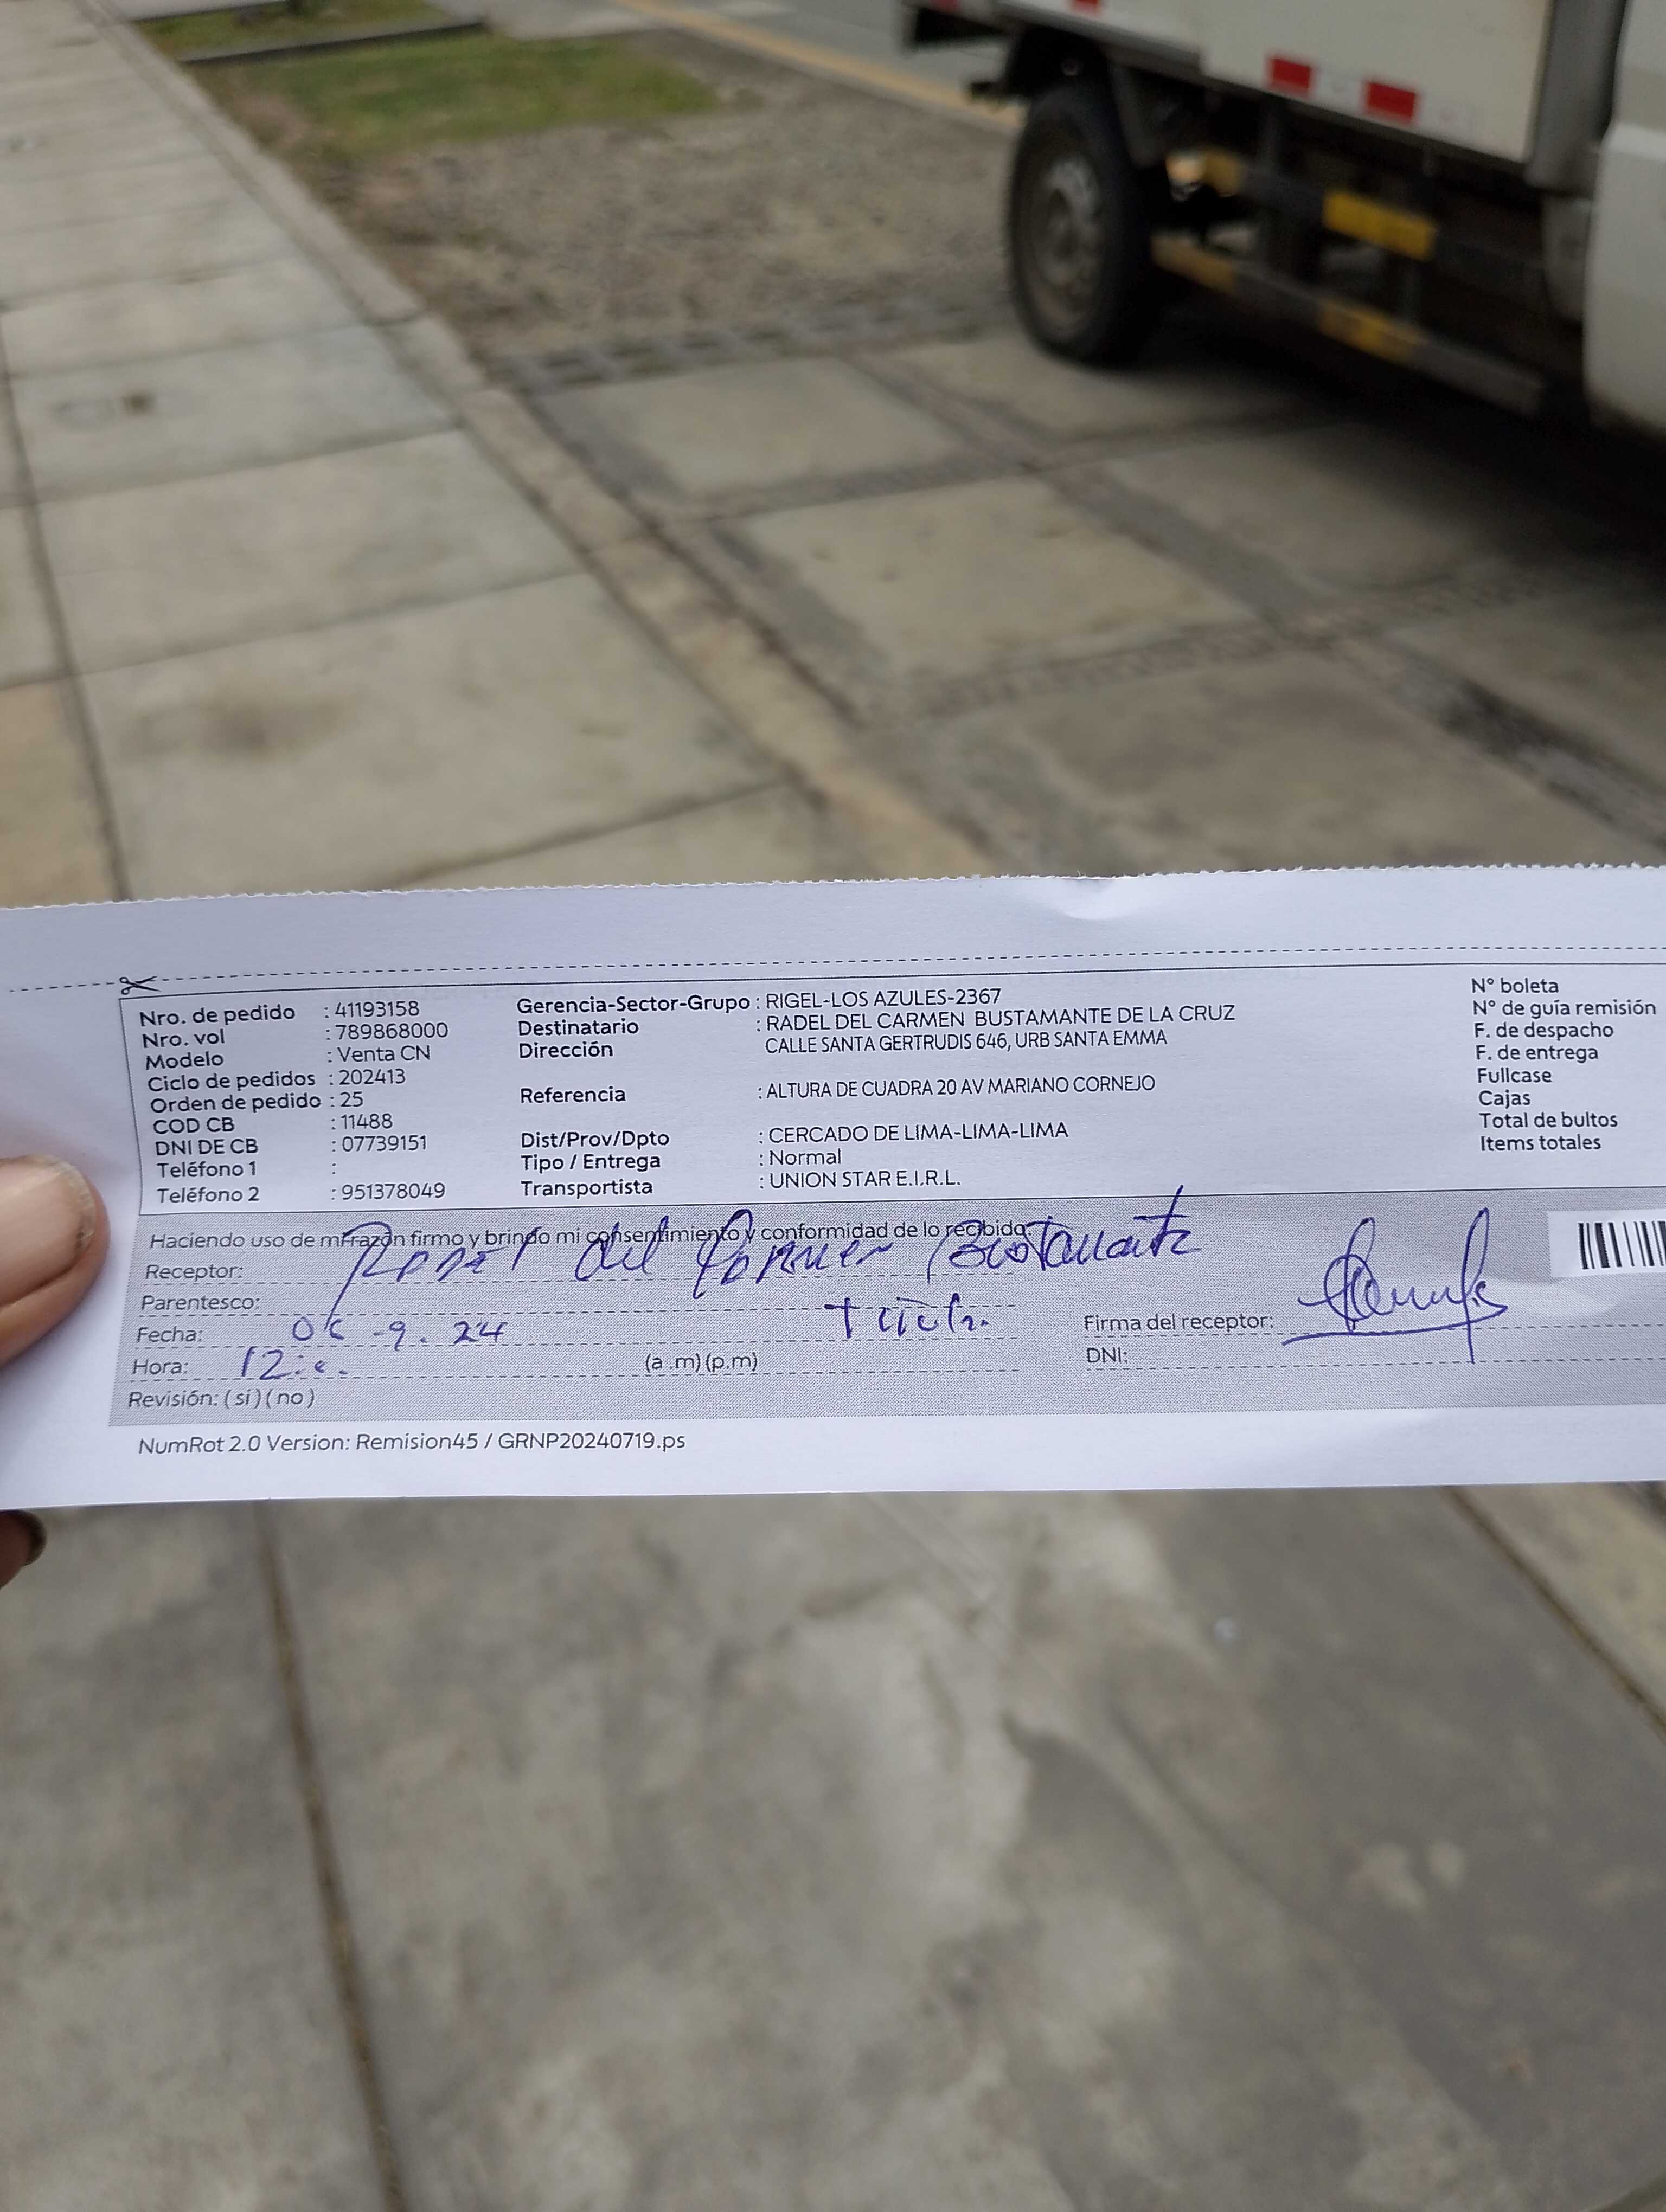 Nro. de pedido : 41193158
Nro. vol : 789868000
Modelo : Venta CN
Ciclo de pedidos : 202413
Orden de pedido : 25
COD CB : 11488
DNI DE CB : 07739151
Teléfono 1 :
Teléfono 2 : 951378049
Gerencia-Sector-Grupo : RIGEL-LOS AZULES-2367
Destinatario : RADEL DEL CARMEN BUSTAMANTE DE LA CRUZ
Dirección CALLE SANTA GERTRUDIS 646, URB SANTA EMMA
Referencia : ALTURA DE CUADRA 20 AV MARIANO CORNEJO
Dist/Prov/Dpto : CERCADO DE LIMA-LIMA-LIMA
Tipo / Entrega : Normal
Transportista : UNION STAR E.I.R.L.
N° boleta
N° de guía remisión
F. de despacho
F. de entrega
Fullcase
Cajas
Total de bultos
Items totales
Haciendo uso de mi razón firmo y brindo mi consentimiento y conformidad de lo recibido
Receptor: del Carmen Bustamante
Parentesco:
Fecha: -9. 24
Hora: 12: (a .m) (p.m)
Firma del receptor:
DNI:
Revisión: ( si ) ( no )
NumRot 2.0 Version: Remision45 / GRNP20240719.ps